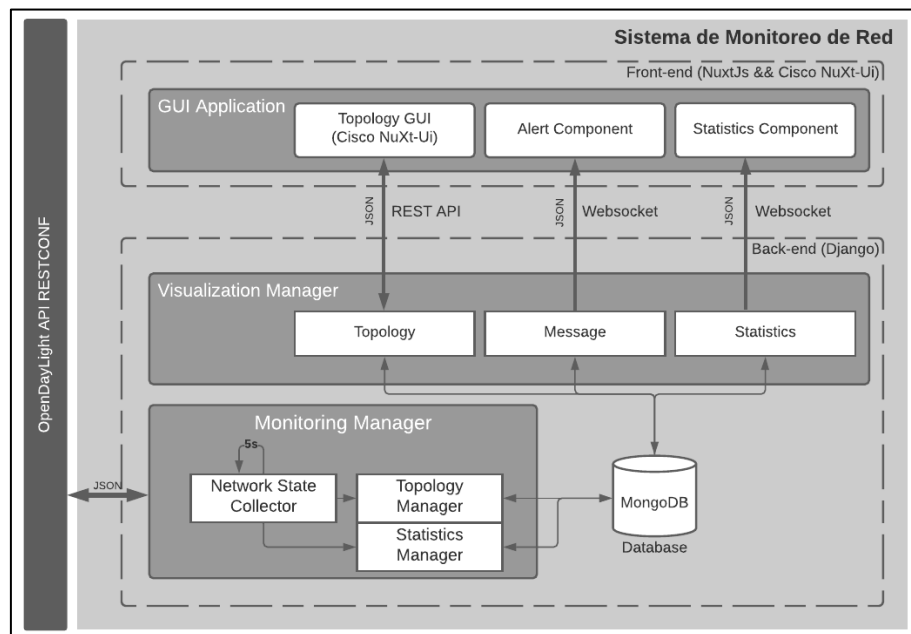 Sistema de Monitoreo de Red
Front-end (NuxtJs && Cisco NuXt-Ui)
GUI Application
Topology GUI
(Cisco NuXt-Ui)
Alert Component
Statistics Component
JSON
REST API
JSON
Websocket
JSON
Websocket
Back-end (Django)
Visualization Manager
Topology
Message
Statistics
Monitoring Manager
5s
Network State
Collector
Topology
Manager
Statistics
Manager
MongoDB
Database
JSON
OpenDayLight API RESTCONF